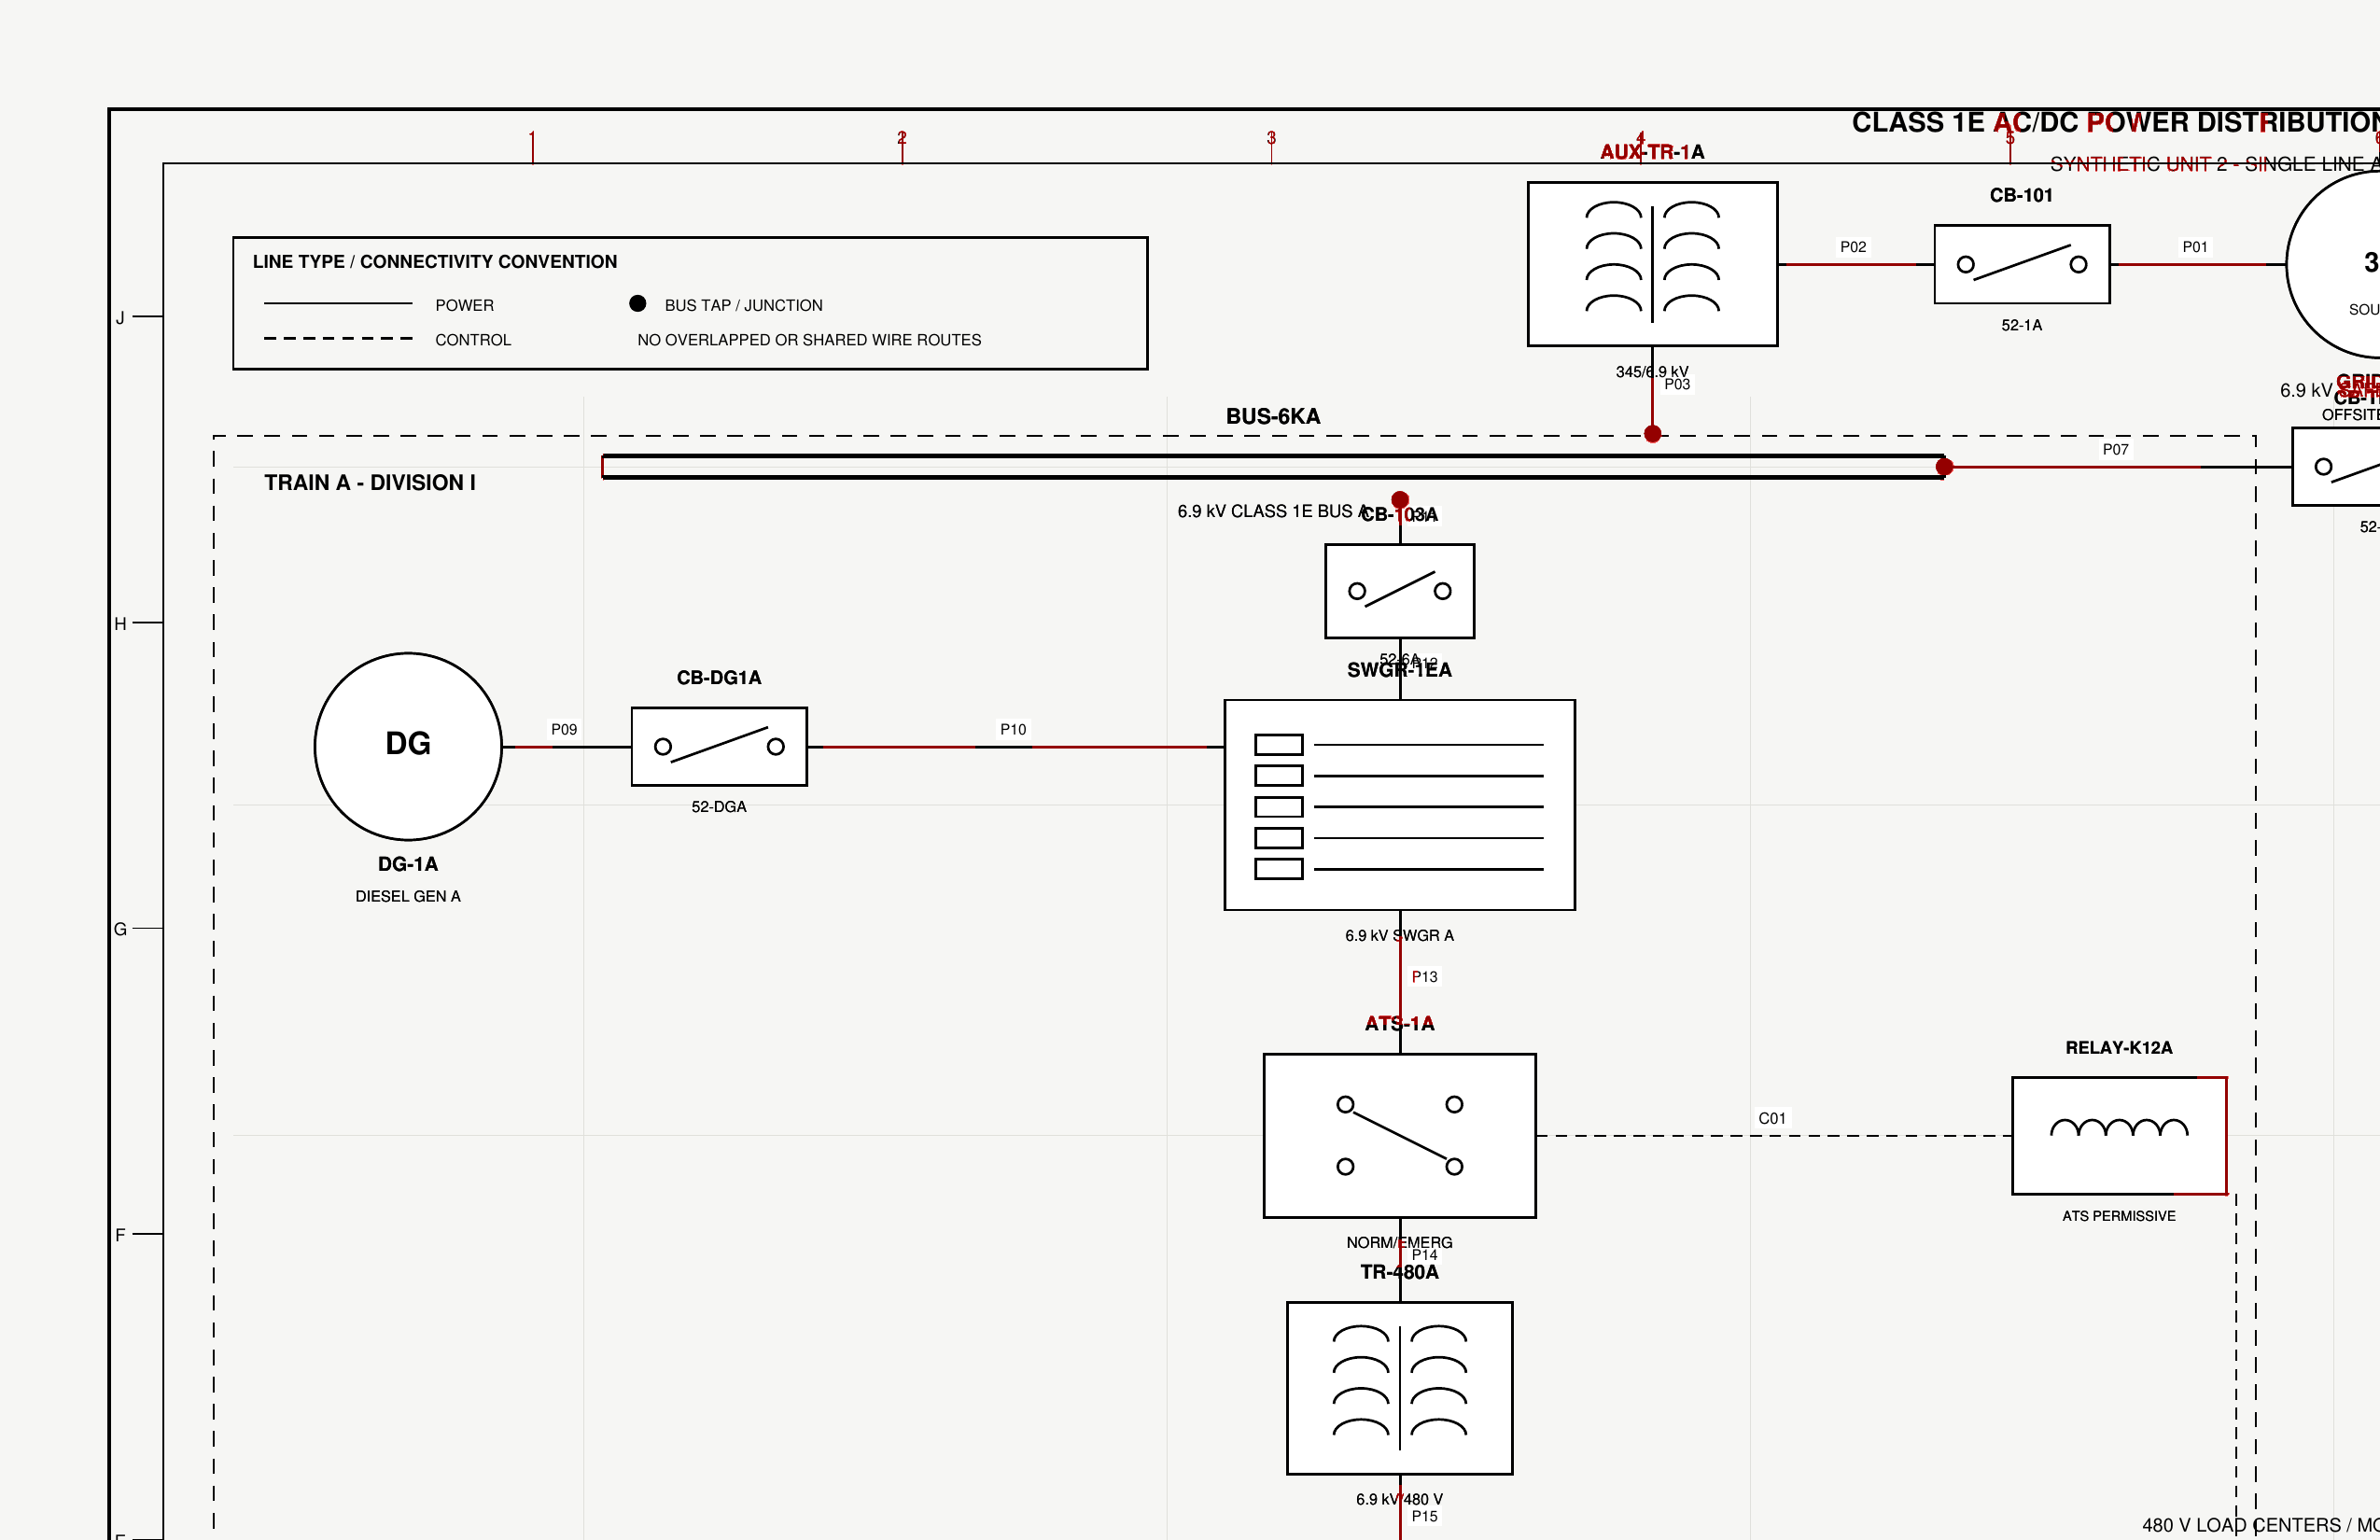 CLASS 1E AC/DC POWER DISTRIBUTION
1 2 3 4 5
AUX-TR-1A
SYNTHETIC UNIT 2 - SINGLE LINE
CB-101
LINE TYPE / CONNECTIVITY CONVENTION
P02
P01
POWER
BUS TAP / JUNCTION
J
52-1A
CONTROL
NO OVERLAPPED OR SHARED WIRE ROUTES
345/6.9 kV
P03
6.9 kV
OFFSITE
BUS-6KA
P07
TRAIN A - DIVISION I
6.9 kV CLASS 1E BUS A
CB-103A
H
52-6A
P12
SWGR-1EA
CB-DG1A
P09
P10
DG
52-DGA
DG-1A
DIESEL GEN A
G
6.9 kV SWGR A
P13
ATS-1A
RELAY-K12A
C01
ATS PERMISSIVE
F
NORM/EMERG
P14
TR-480A
6.9 kV/480 V
P15
480 V LOAD CENTERS /